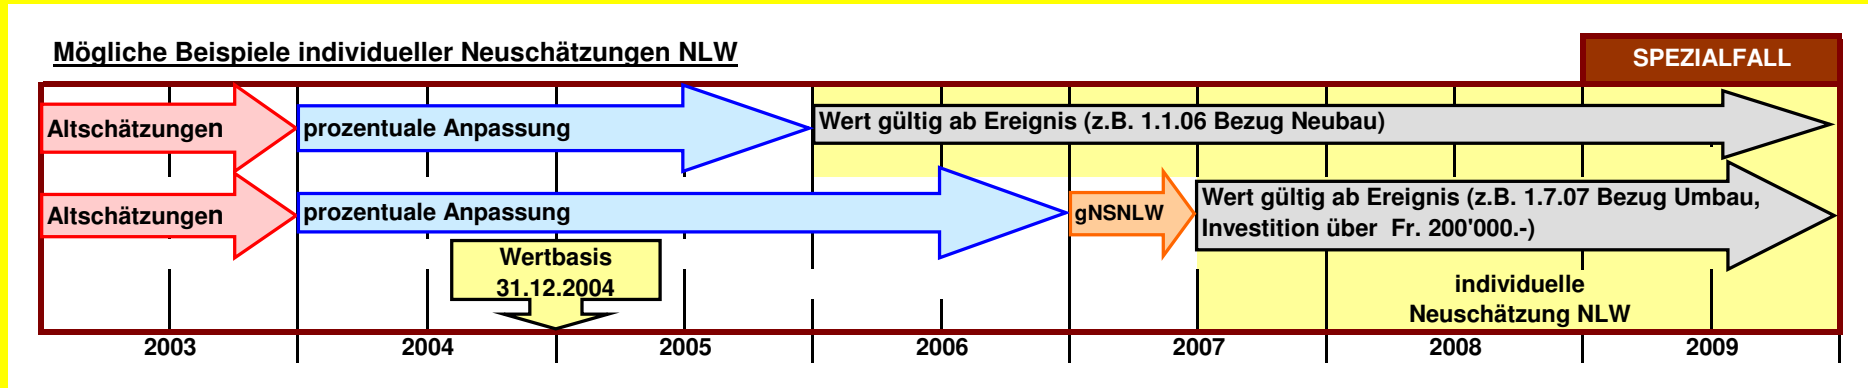 Mögliche Beispiele individueller Neuschätzungen NLW
SPEZIALFALL
Altschätzungen
prozentuale Anpassung
Wert gültig ab Ereignis (z.B. 1.1.06 Bezug Neubau)
Altschätzungen
prozentuale Anpassung
gNSNLW
Wert gültig ab Ereignis (z.B. 1.7.07 Bezug Umbau,
Investition über Fr. 200'000.-)
Wertbasis
31.12.2004
individuelle
Neuschätzung NLW
2003
2004
2005
2006
2007
2008
2009